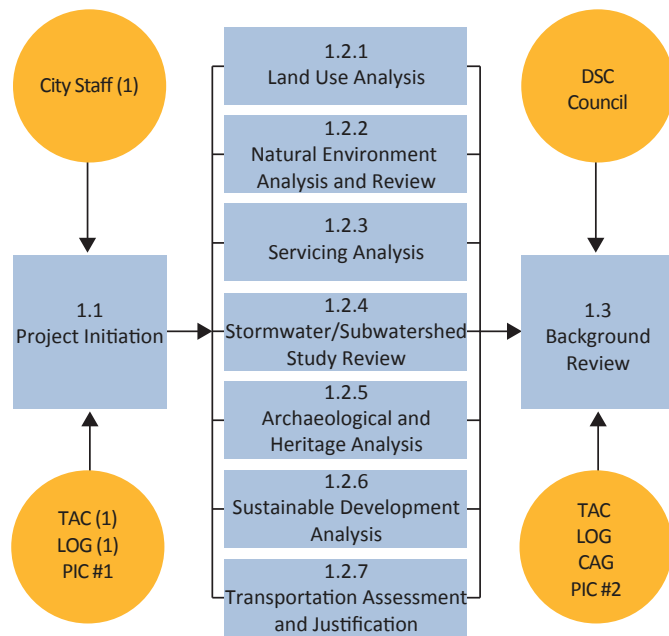 City Staff (1)
1.1
Project Initiation
TAC (1)
LOG (1)
PIC #1
1.2.1
Land Use Analysis
1.2.2
Natural Environment
Analysis and Review
1.2.3
Servicing Analysis
1.2.4
Stormwater/Subwatershed
Study Review
1.2.5
Archaeological and
Heritage Analysis
1.2.6
Sustainable Development
Analysis
1.2.7
Transportation Assessment
and Justification
DSC
Council
1.3
Background
Review
TAC
LOG
CAG
PIC #2